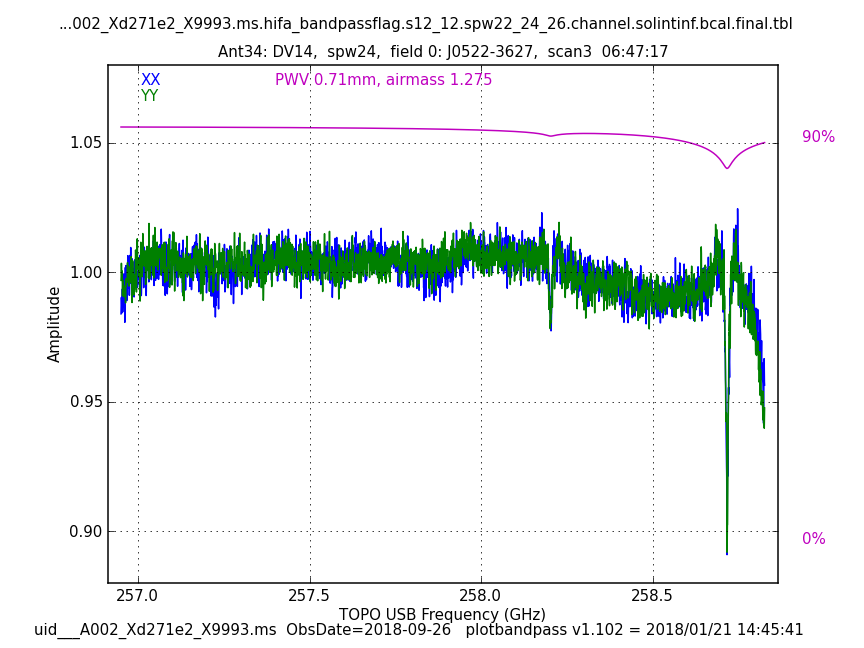 ...002_Xd271e2_X9993.ms.hifa_bandpassflag.s12_12.spw22_24_26.channel.solintinf.bcal.final.tbl
Ant34: DV14,  spw24,  field 0: J0522-3627,  scan3  06:47:17
XX
PWV 0.71mm, airmass 1.275
YY
90%
1.05
1.00
0.95
0.90
0%
Amplitude
257.0
257.5
258.0
258.5
TOPO USB Frequency (GHz)
uid___A002_Xd271e2_X9993.ms  ObsDate=2018-09-26   plotbandpass v1.102 = 2018/01/21 14:45:41